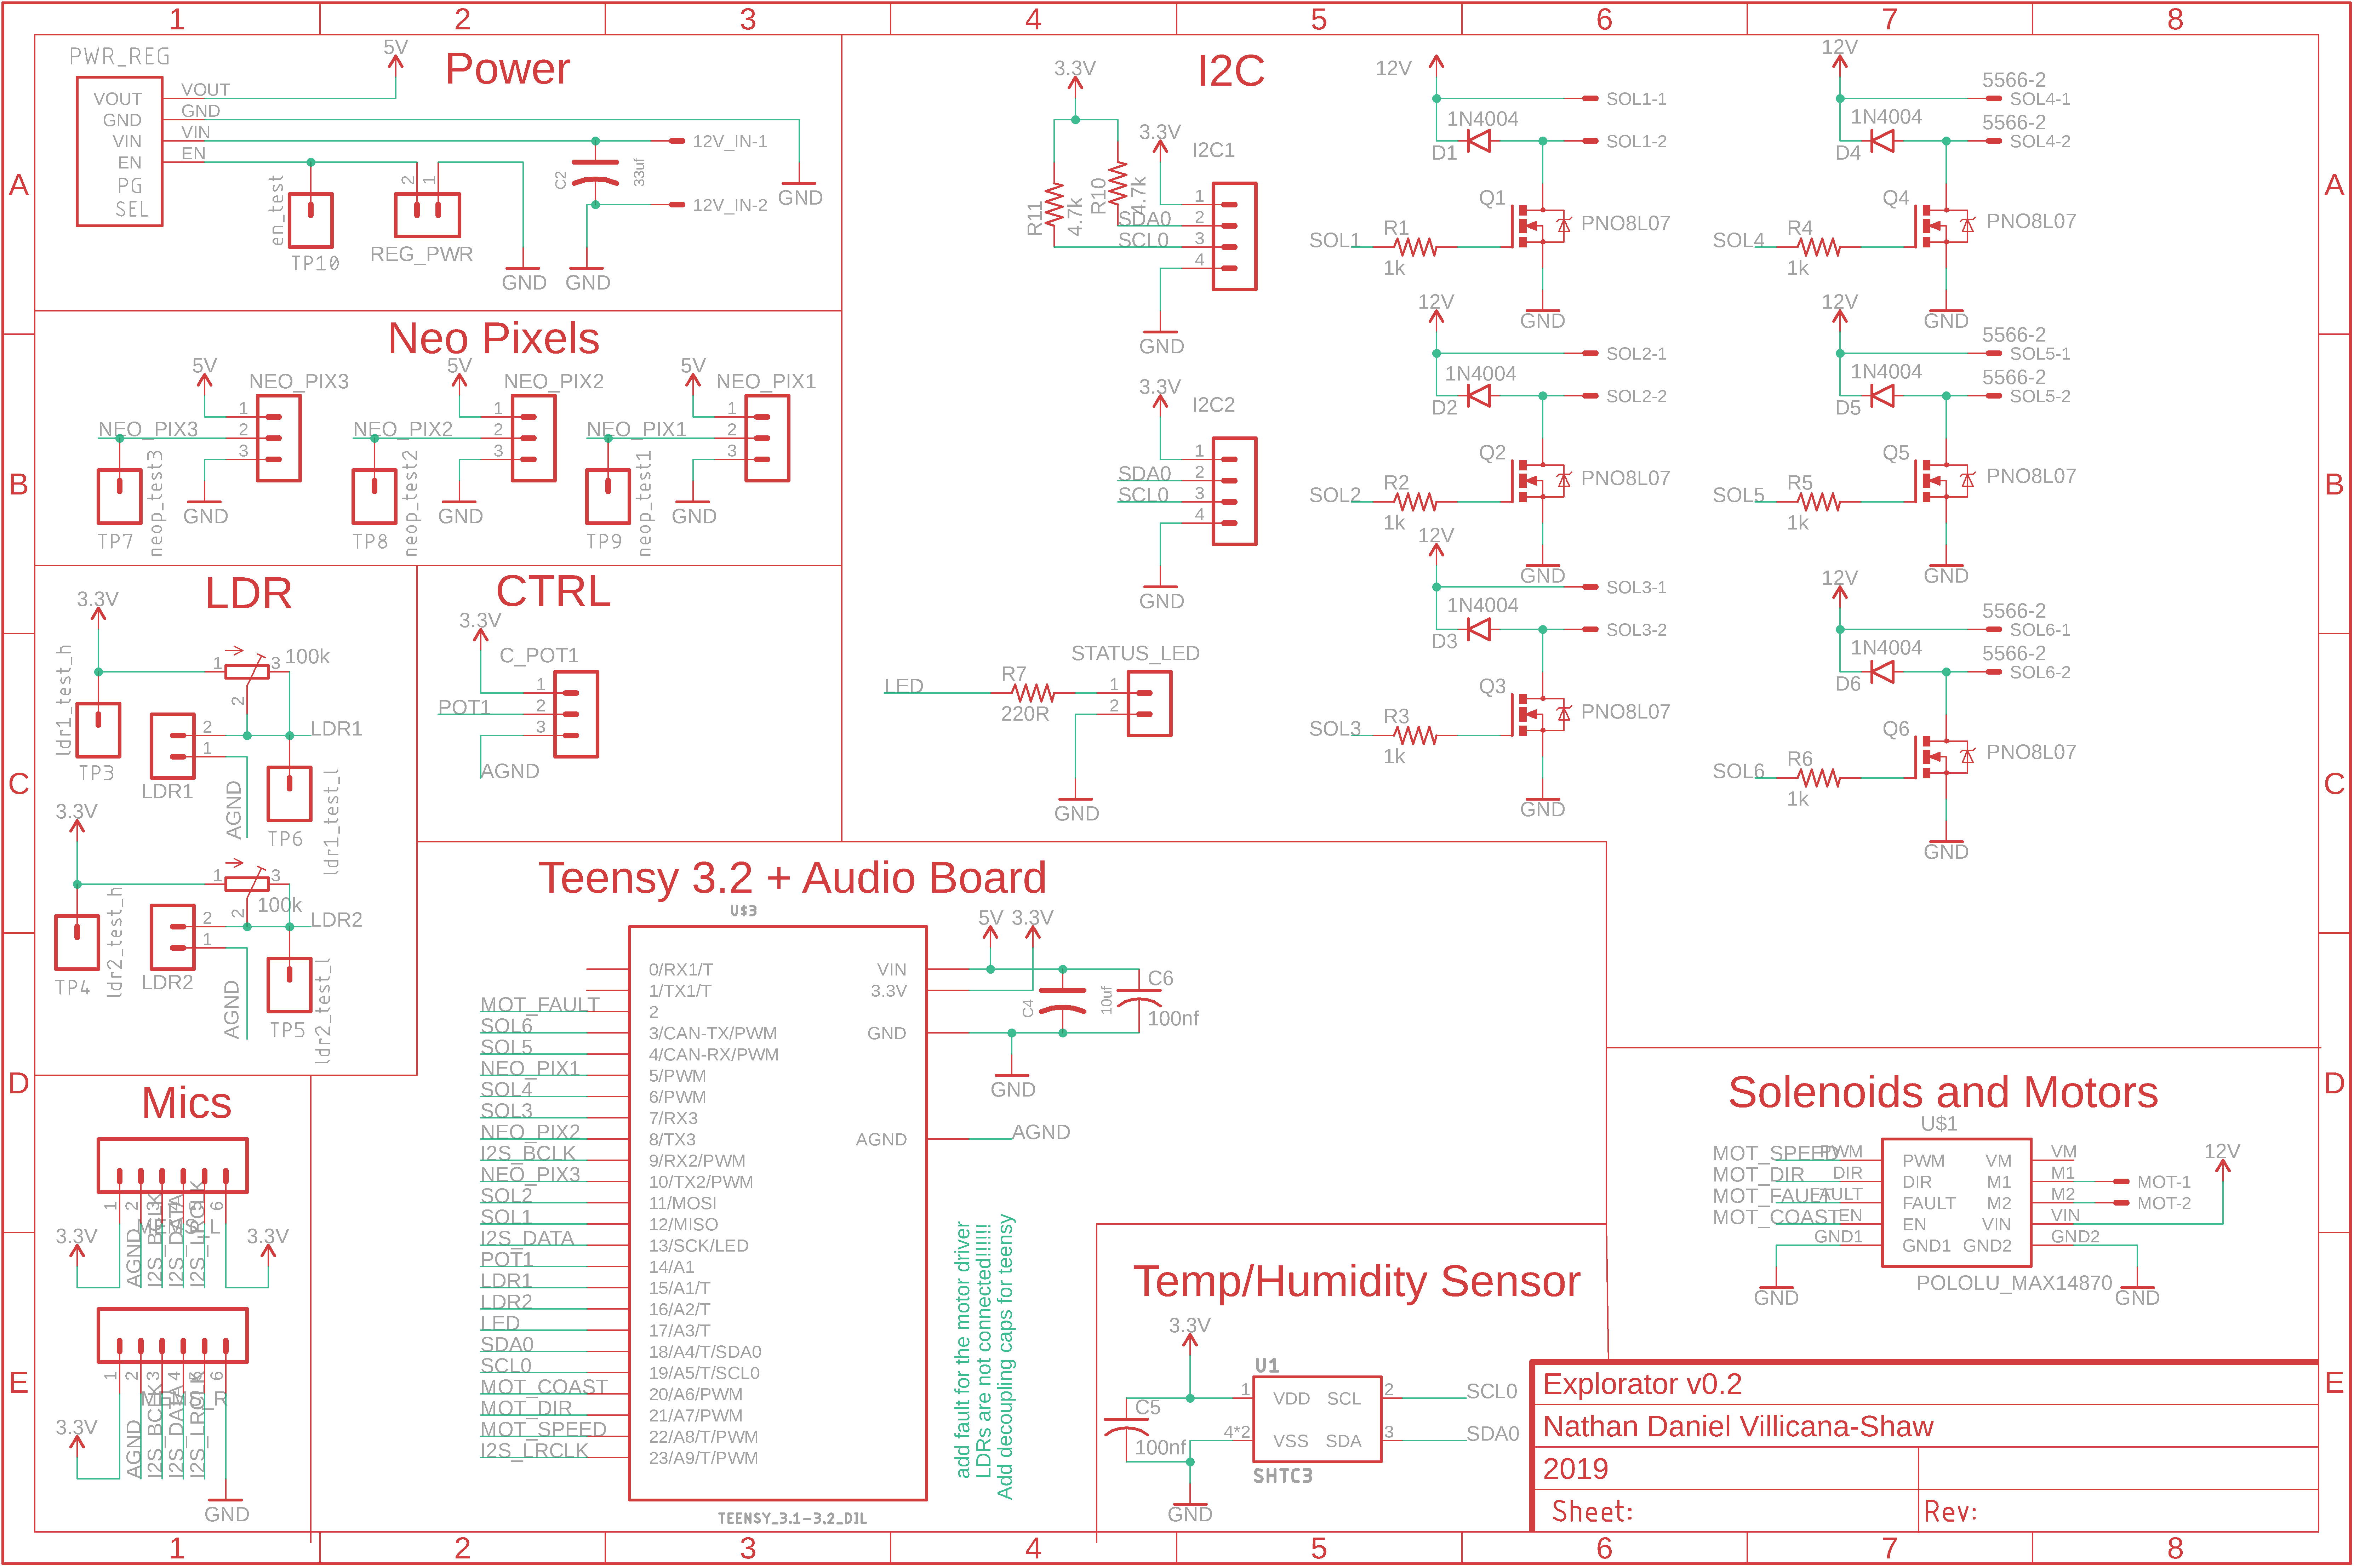 1 2 3 4 5 6 7 8
A
B
C
D
E
Power
PWR_REG
5V
VOUT VOUT
GND GND
VIN VIN
EN EN
PG
SEL
en_test
TP10
2 1
REG_PWR
C2
33uf
12V_IN-1
12V_IN-2
GND
GND
GND
Neo Pixels
5V
NEO_PIX3
NEO_PIX3
1
2
3
neop_test3
TP7
GND
5V
NEO_PIX2
NEO_PIX2
1
2
3
neop_test2
TP8
GND
5V
NEO_PIX1
NEO_PIX1
1
2
3
neop_test1
TP9
GND
LDR
3.3V
ldr1_test_h
1 3 100k
2
TP3
2
1
LDR1
LDR1
AGND
TP6
ldr1_test_l
3.3V
1 3
100k
2
ldr2_test_h
TP4
2
1
LDR2
LDR2
AGND
TP5
ldr2_test_l
CTRL
3.3V
C_POT1
POT1
1
2
3
AGND
I2C
3.3V
R11
4.7k
R10
4.7k
3.3V
I2C1
SDA0
SCL0
1
2
3
4
GND
3.3V
I2C2
SDA0
SCL0
1
2
3
4
GND
STATUS_LED
LED
R7
220R
1
2
GND
12V
SOL1-1
1N4004
D1
SOL1-2
Q1
PNO8L07
SOL1
R1
1k
GND
12V
SOL2-1
1N4004
D2
SOL2-2
Q2
PNO8L07
SOL2
R2
1k
GND
12V
SOL3-1
1N4004
D3
SOL3-2
Q3
PNO8L07
SOL3
R3
1k
GND
12V
5566-2
SOL4-1
1N4004
5566-2
D4
SOL4-2
Q4
PNO8L07
SOL4
R4
1k
GND
12V
5566-2
SOL5-1
1N4004
5566-2
D5
SOL5-2
Q5
PNO8L07
SOL5
R5
1k
GND
12V
5566-2
SOL6-1
1N4004
5566-2
D6
SOL6-2
Q6
PNO8L07
SOL6
R6
1k
GND
Teensy 3.2 + Audio Board
U$3
0/RX1/T
1/TX1/T
MOT_FAULT 2
SOL6 3/CAN-TX/PWM
SOL5 4/CAN-RX/PWM
NEO_PIX1 5/PWM
SOL4 6/PWM
SOL3 7/RX3
NEO_PIX2 8/TX3
I2S_BCLK 9/RX2/PWM
NEO_PIX3 10/TX2/PWM
SOL2 11/MOSI
SOL1 12/MISO
I2S_DATA 13/SCK/LED
POT1 14/A1
LDR1 15/A1/T
LDR2 16/A2/T
LED 17/A3/T
SDA0 18/A4/T/SDA0
SCL0 19/A5/T/SCL0
MOT_COAST 20/A6/PWM
MOT_DIR 21/A7/PWM
MOT_SPEED 22/A8/T/PWM
I2S_LRCLK 23/A9/T/PWM
VIN
3.3V
GND
AGND
TEENSY_3.1-3.2_DIL
5V 3.3V
C4
10uf
C6
100nf
GND
AGND
add fault for the motor driver
LDRs are not connected!!!!!!
Add decoupling caps for teensy
Mics
1 2 3 4 5 6
MEMS_L
3.3V
AGND
I2S_BCLK
I2S_DATA
I2S_LRCLK
3.3V
1 2 3 4 5 6
MEMS_R
3.3V
AGND
I2S_BCLK
I2S_DATA
I2S_LRCLK
GND
Temp/Humidity Sensor
3.3V
U1
1 VDD SCL 2 SCL0
4*2 VSS SDA 3 SDA0
C5
100nf
SHTC3
GND
Solenoids and Motors
U$1
MOT_SPEED PWM PWM VM VM
MOT_DIR DIR DIR M1 M1 MOT-1
MOT_FAULT FAULT FAULT M2 M2 MOT-2
MOT_COAST EN EN VIN VIN
GND1 GND1 GND2 GND2
12V
POLOLU_MAX14870
GND
GND
Explorator v0.2
Nathan Daniel Villicana-Shaw
2019
Sheet: Rev:
A
B
C
D
E
1 2 3 4 5 6 7 8